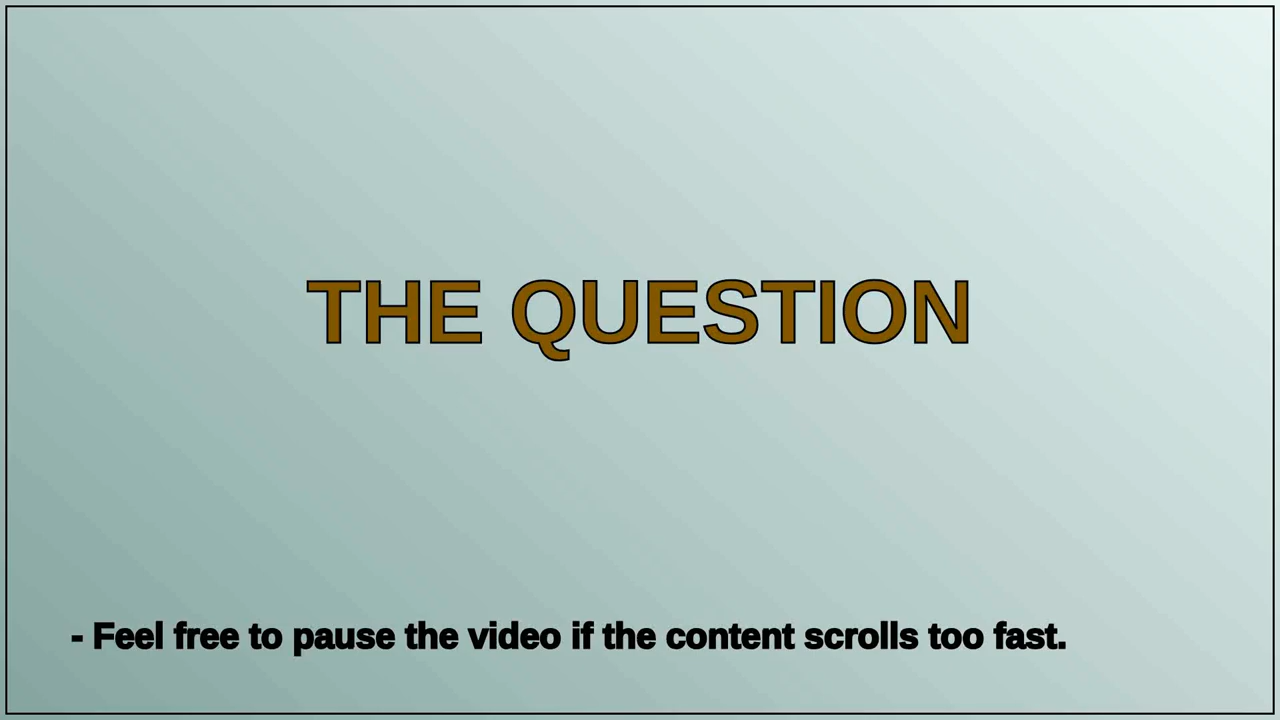 THE QUESTION
- Feel free to pause the video if the content scrolls too fast.